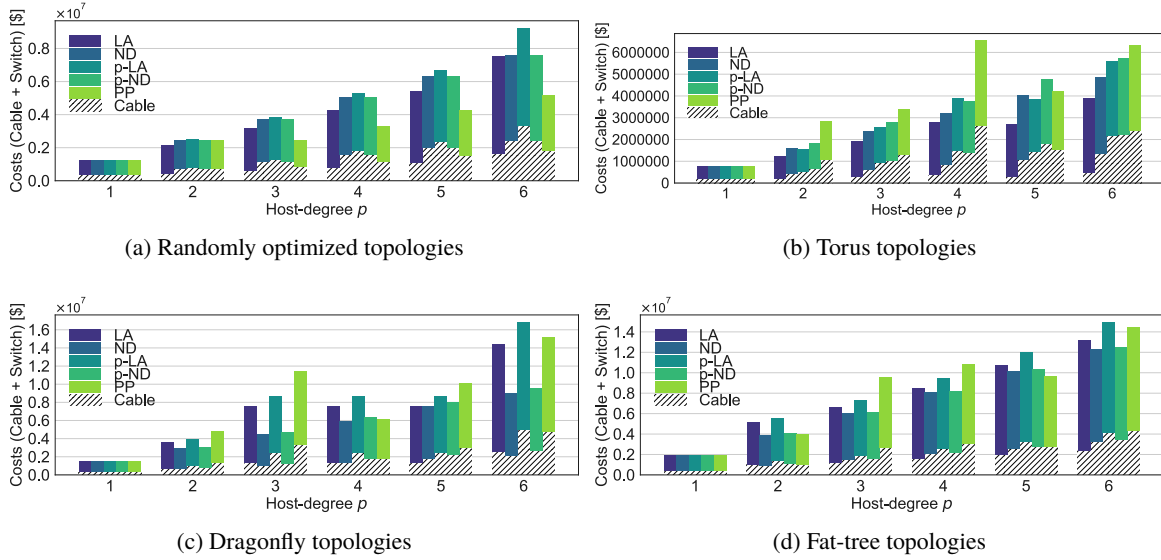 ×10⁷
Costs (Cable + Switch) [$]
0.8
0.6
0.4
0.2
0.0
LA
ND
p-LA
p-ND
PP
Cable
1 2 3 4 5 6
Host-degree p
(a) Randomly optimized topologies
Costs (Cable + Switch) [$]
6000000
5000000
4000000
3000000
2000000
1000000
0
LA
ND
p-LA
p-ND
PP
Cable
1 2 3 4 5 6
Host-degree p
(b) Torus topologies
×10⁷
Costs (Cable + Switch) [$]
1.6
1.4
1.2
1.0
0.8
0.6
0.4
0.2
0.0
LA
ND
p-LA
p-ND
PP
Cable
1 2 3 4 5 6
Host-degree p
(c) Dragonfly topologies
×10⁷
Costs (Cable + Switch) [$]
1.4
1.2
1.0
0.8
0.6
0.4
0.2
0.0
LA
ND
p-LA
p-ND
PP
Cable
1 2 3 4 5 6
Host-degree p
(d) Fat-tree topologies